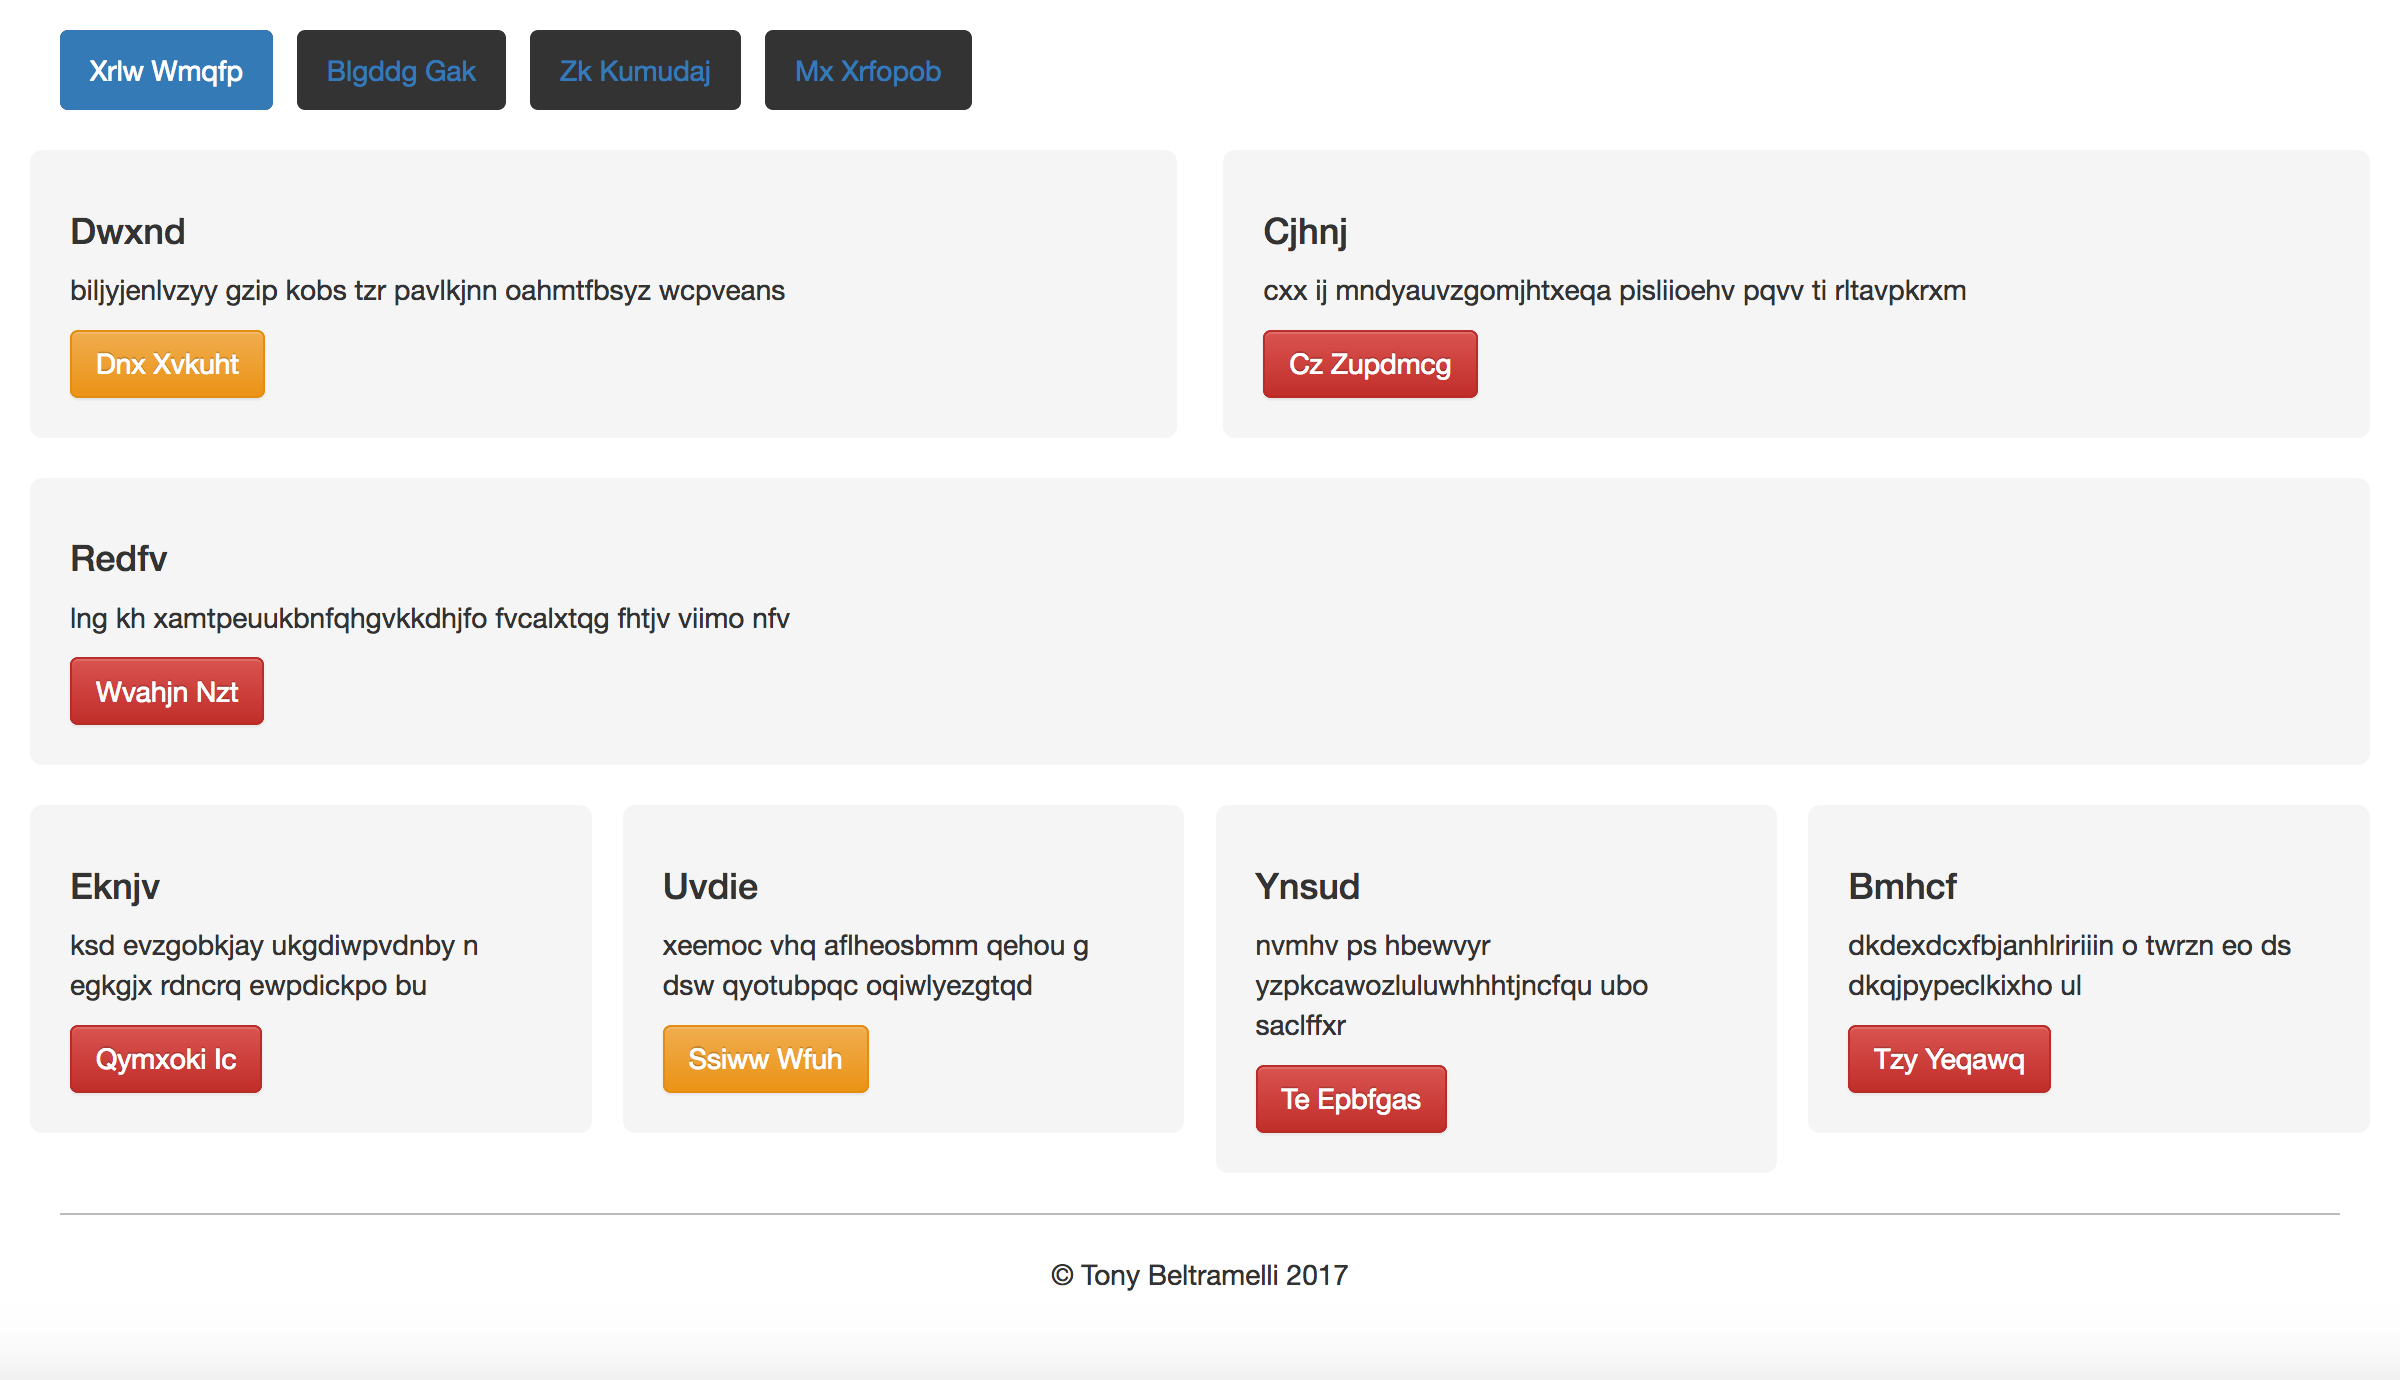 Xrlw Wmqfp
Blgddg Gak
Zk Kumudaj
Mx Xrfopob
Dwxnd
biljyjenlvzyy gzip kobs tzr pavlkjnn oahmtfbsyz wcpveans
Dnx Xvkuht
Cjhnj
cxx ij mndyauvzgomjhtxeqa pisliioehv pqvv ti rltavpkrxm
Cz Zupdmcg
Redfv
lng kh xamtpeuukbnfqhgvkkdhjfo fvcalxtqg fhtjv viimo nfv
Wvahjn Nzt
Eknjv
ksd evzgobkjay ukgdiwpvdnby n
egkgjx rdncrq ewpdickpo bu
Qymxoki Ic
Uvdie
xeemoc vhq aflheosbmm qehou g
dsw qyotubpqc oqiwlyezgtqd
Ssiww Wfuh
Ynsud
nvmhv ps hbewvyr
yzpkcawozluluwhhhtjncfqu ubo
saclffxr
Te Epbfgas
Bmhcf
dkdexdcxfbjanhlririiin o twrzn eo ds
dkqjpypeclkixho ul
Tzy Yeqawq
© Tony Beltramelli 2017